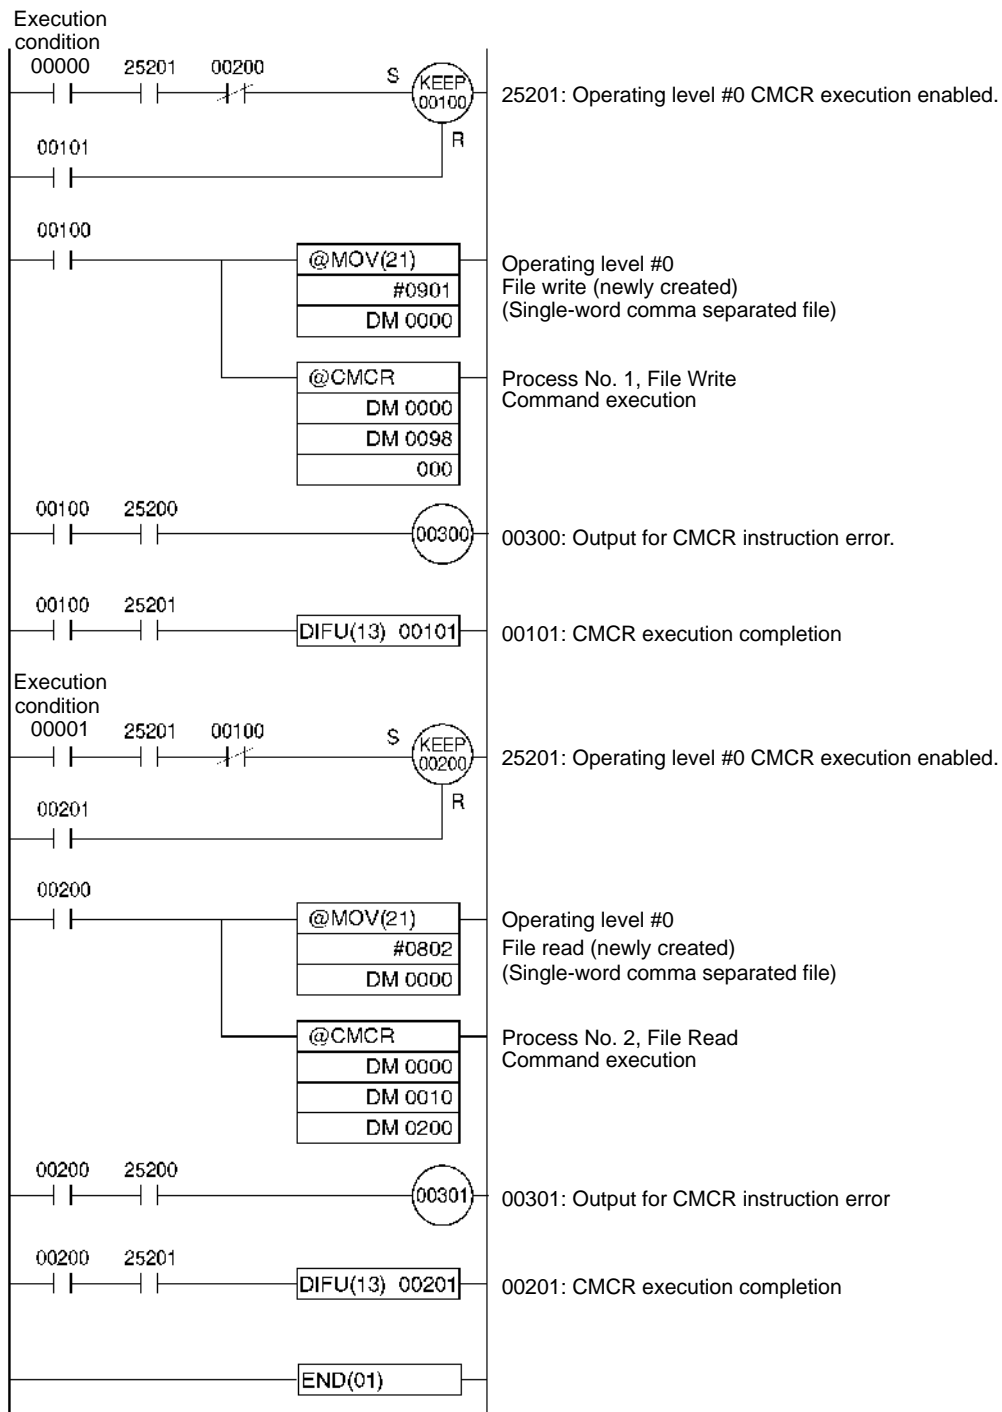 Execution
condition
00000 25201 00200
S KEEP
00100
25201: Operating level #0 CMCR execution enabled.
R
00101
00100
@MOV(21)
#0901
DM 0000
Operating level #0
File write (newly created)
(Single-word comma separated file)
@CMCR
DM 0000
DM 0098
000
Process No. 1, File Write
Command execution
00100 25200
00300
00300: Output for CMCR instruction error.
00100 25201
DIFU(13) 00101
00101: CMCR execution completion
Execution
condition
00001 25201 00100
S KEEP
00200
25201: Operating level #0 CMCR execution enabled.
R
00201
00200
@MOV(21)
#0802
DM 0000
Operating level #0
File read (newly created)
(Single-word comma separated file)
@CMCR
DM 0000
DM 0010
DM 0200
Process No. 2, File Read
Command execution
00200 25200
00301
00301: Output for CMCR instruction error
00200 25201
DIFU(13) 00201
00201: CMCR execution completion
END(01)